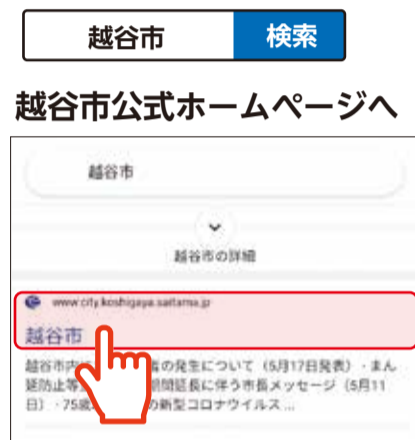 越谷市 検索
越谷市公式ホームページへ
越谷市
越谷市の詳細
www.city.koshigaya.saitama.jp
越谷市
越谷市内 者の発生について（5月17日発表）・まん
延防止等 期間延長に伴う市長メッセージ（5月11
日）・75歳 の新型コロナウイルス ...